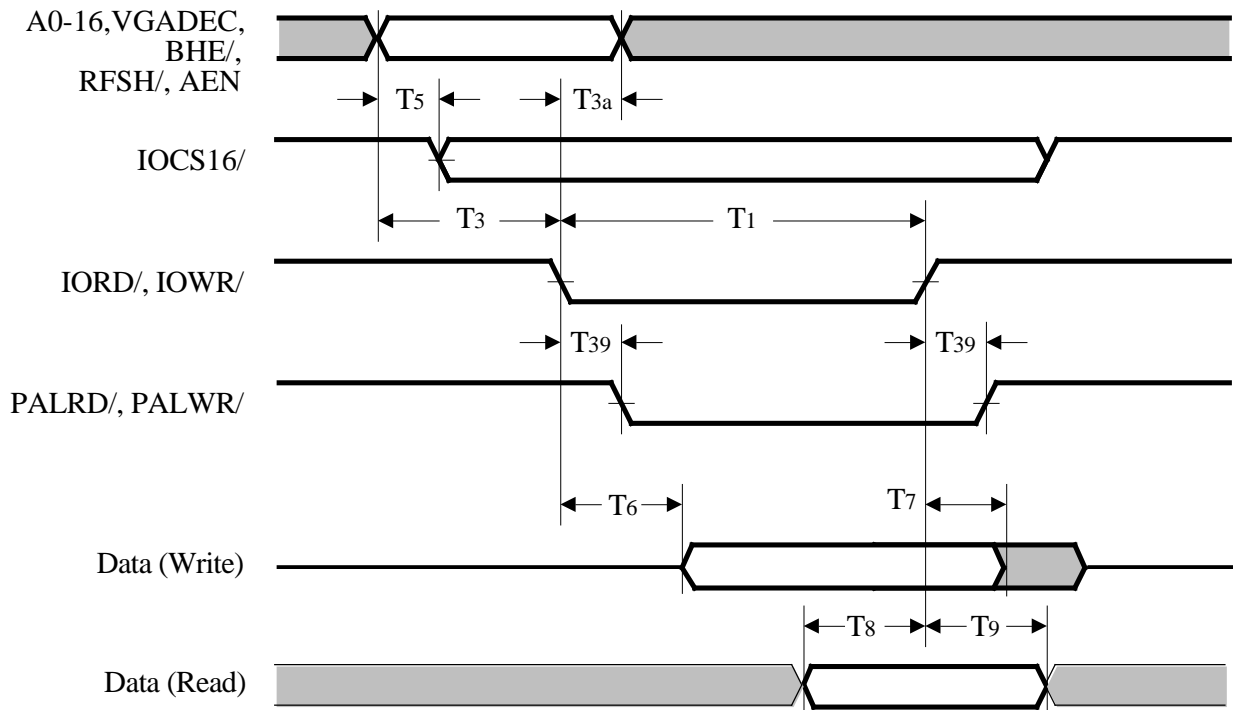 A0-16,VGADEC,
BHE/,
RFSH/, AEN
T5
T3a
IOCS16/
T3
T1
IORD/, IOWR/
T39
T39
PALRD/, PALWR/
T6
T7
Data (Write)
T8
T9
Data (Read)